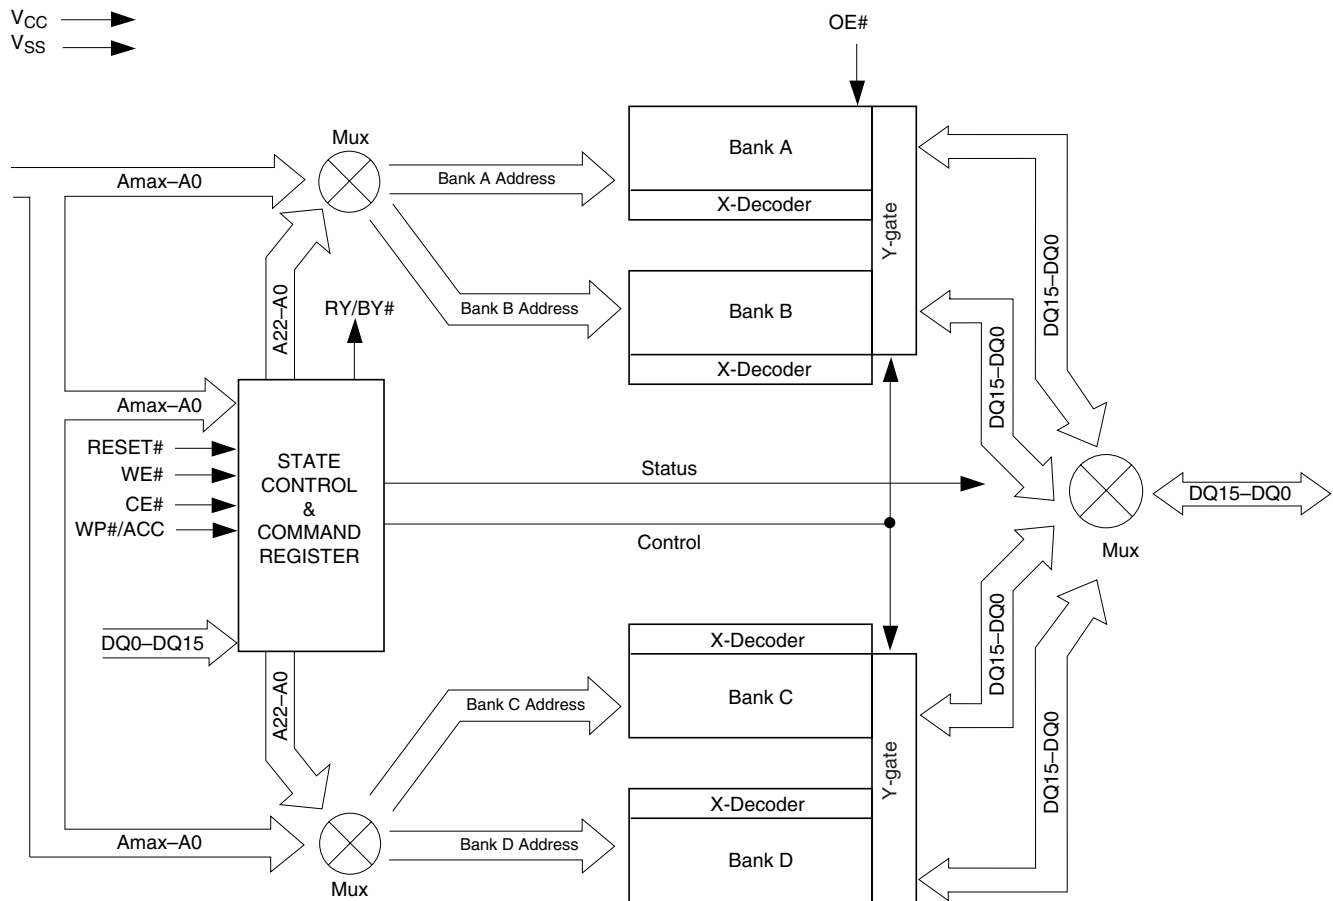 VCC
VSS
OE#
Mux
Bank A
Amax–A0
Bank A Address
X-Decoder
Y-gate
DQ15–DQ0
A22–A0
RY/BY#
Bank B Address
Bank B
X-Decoder
DQ15–DQ0
Amax–A0
RESET#
WE#
CE#
WP#/ACC
STATE
CONTROL
&
COMMAND
REGISTER
Status
Control
DQ15–DQ0
Mux
DQ0–DQ15
A22–A0
X-Decoder
Bank C Address
Bank C
DQ15–DQ0
Y-gate
DQ15–DQ0
X-Decoder
Amax–A0
Bank D Address
Bank D
Mux